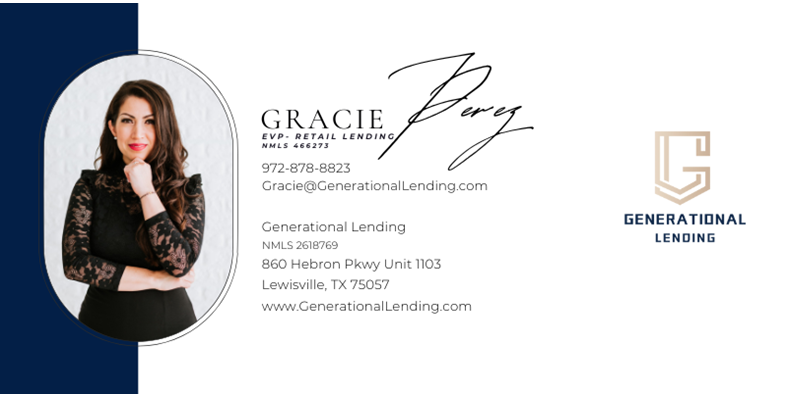 GRACIE Perez
EVP- RETAIL LENDING
NMLS 466273
972-878-8823
Gracie@GenerationalLending.com
Generational Lending
NMLS 2618769
860 Hebron Pkwy Unit 1103
Lewisville, TX 75057
www.GenerationalLending.com
G
GENERATIONAL
LENDING